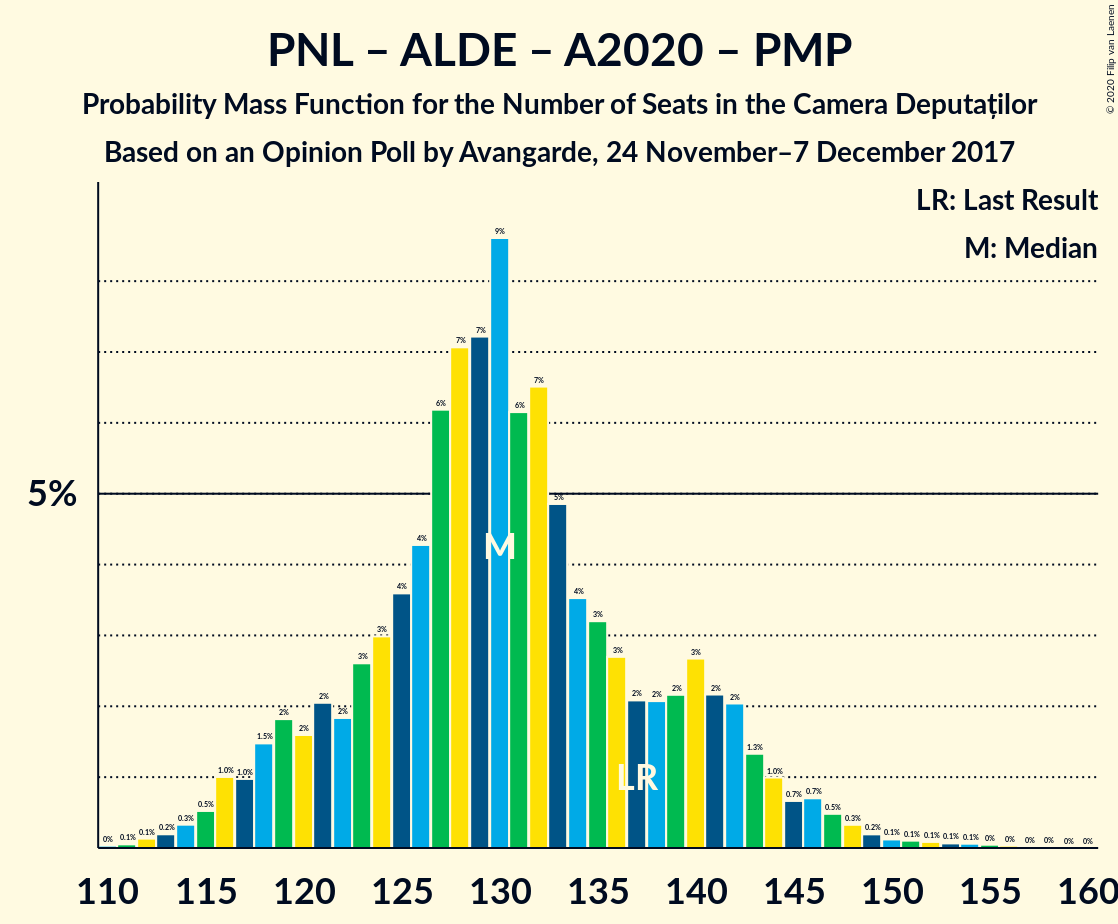 PNL – ALDE – A2020 – PMP
Probability Mass Function for the Number of Seats in the Camera Deputaților
Based on an Opinion Poll by Avangarde, 24 November–7 December 2017
© 2020 Filip van Laenen
LR: Last Result
M: Median
5%
0% 0.1% 0.1% 0.2% 0.3% 0.5% 1.0% 1.0% 1.5% 2% 2% 2% 2% 3% 3% 4% 4% 6% 7% 7% 9% 6% 7% 5% 4% 3% 3% 2% 2% 2% 3% 2% 2% 1.3% 1.0% 0.7% 0.7% 0.5% 0.3% 0.2% 0.1% 0.1% 0.1% 0.1% 0.1% 0% 0% 0% 0% 0% 0%
M
LR
110 115 120 125 130 135 140 145 150 155 160